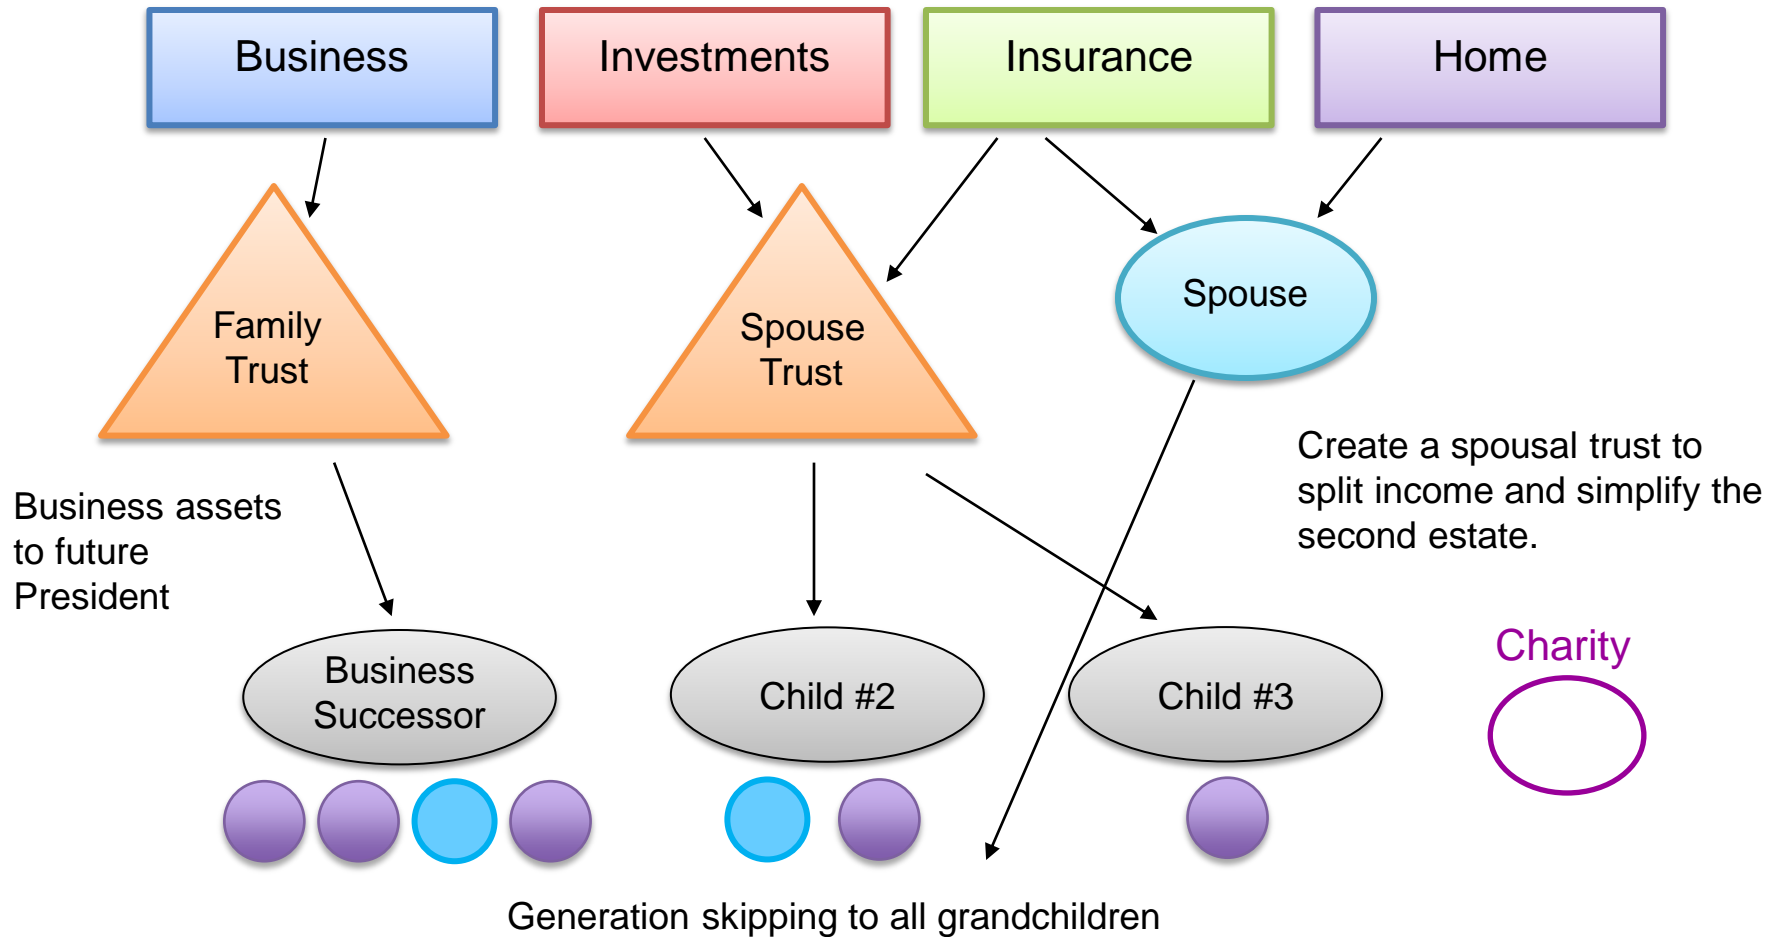 Business
Investments
Insurance
Home
Family
Trust
Spouse
Trust
Spouse
Business assets
to future
President
Create a spousal trust to
split income and simplify the
second estate.
Business
Successor
Child #2
Child #3
Charity
Generation skipping to all grandchildren